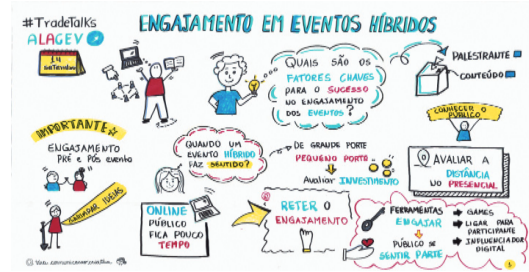 #TradeTalks
ALAGEV
14
SETEMBRO
ENGAJAMENTO EM EVENTOS HÍBRIDOS
QUAIS SÃO OS
FATORES CHAVES
PARA O SUCESSO
NO ENGAJAMENTO
DOS EVENTOS?
PALESTRANTE
CONTEÚDO
IMPORTANTE
ENGAJAMENTO
PRÉ e PÓS evento
QUANDO UM
EVENTO HÍBRIDO
FAZ SENTIDO?
DE GRANDE PORTE
PEQUENO PORTE
Avaliar INVESTIMENTO
CONHECER O
PÚBLICO
AVALIAR A
DISTÂNCIA
NO PRESENCIAL
GARIMPAR IDEIAS
ONLINE
PÚBLICO
FICA POUCO
TEMPO
RETER O
ENGAJAMENTO
FERRAMENTAS
ENGAJAR
PÚBLICO SE
SENTIR PARTE
GAMES
LIGAR PARA
PARTICIPANTE
INFLUENCIADOR
DIGITAL